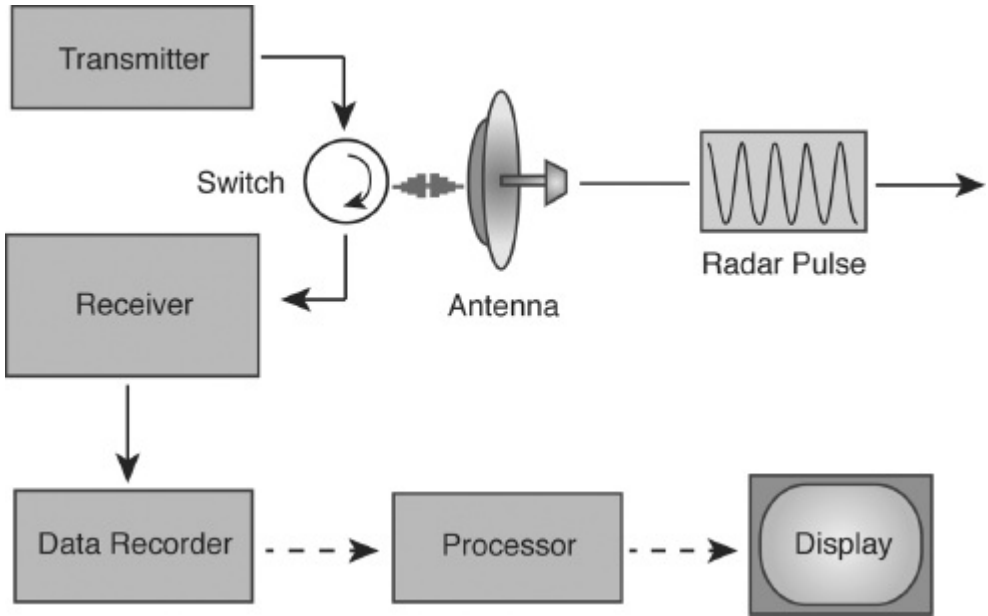 Transmitter
Switch
Antenna
Radar Pulse
Receiver
Data Recorder
Processor
Display